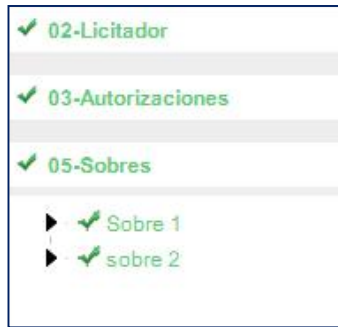 02-Licitador
03-Autorizaciones
05-Sobres
Sobre 1
sobre 2